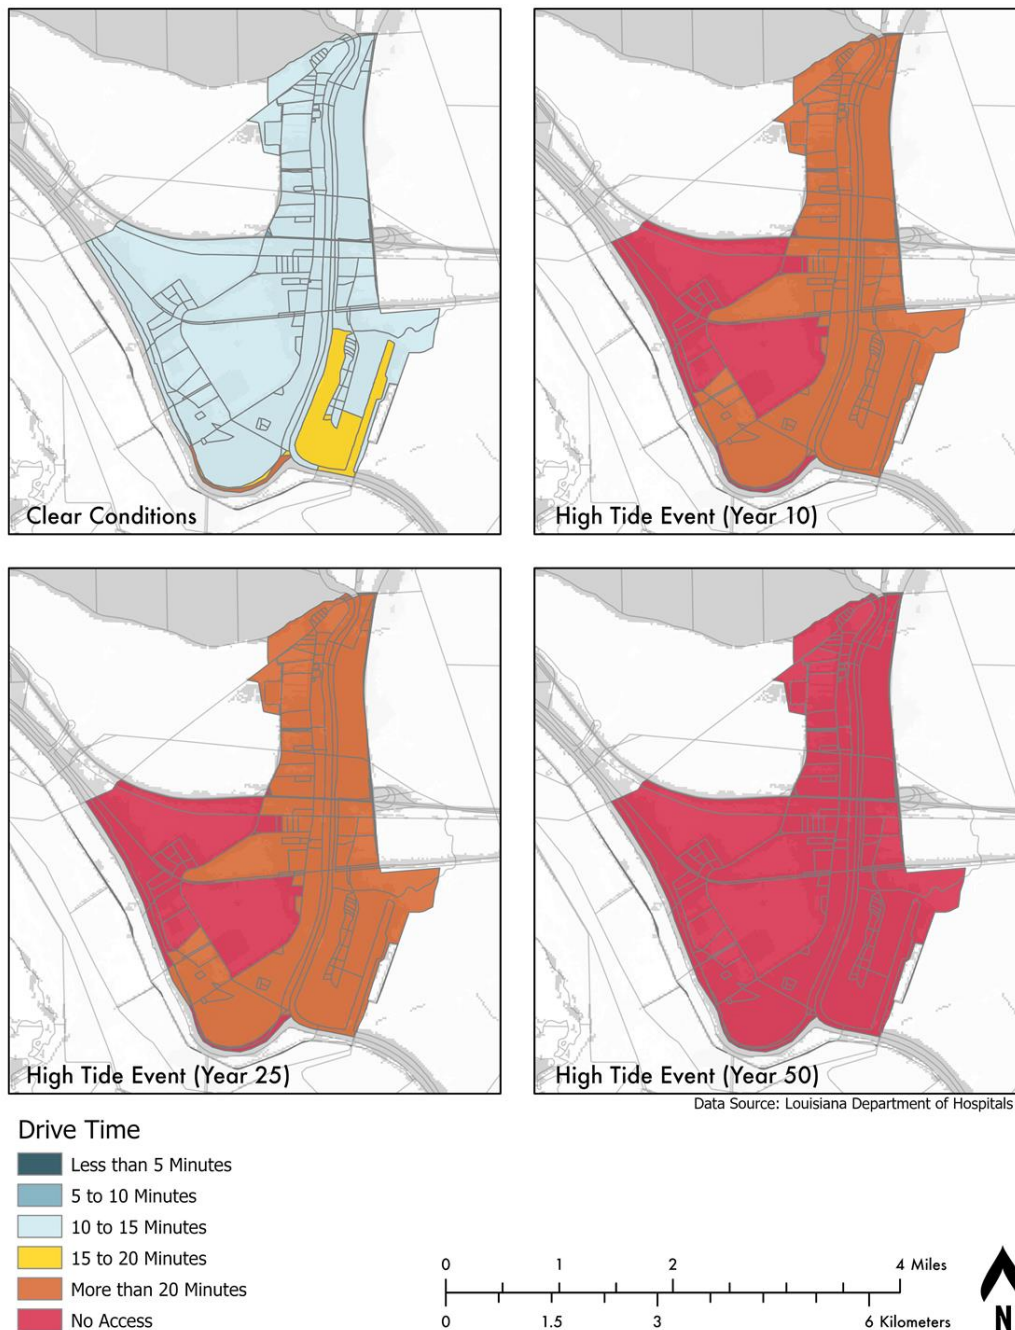 Clear Conditions
High Tide Event (Year 10)
High Tide Event (Year 25)
High Tide Event (Year 50)
Data Source: Louisiana Department of Hospitals
Drive Time
Less than 5 Minutes
5 to 10 Minutes
10 to 15 Minutes
15 to 20 Minutes
More than 20 Minutes
No Access
0 1 2 4 Miles
0 1.5 3 6 Kilometers
N